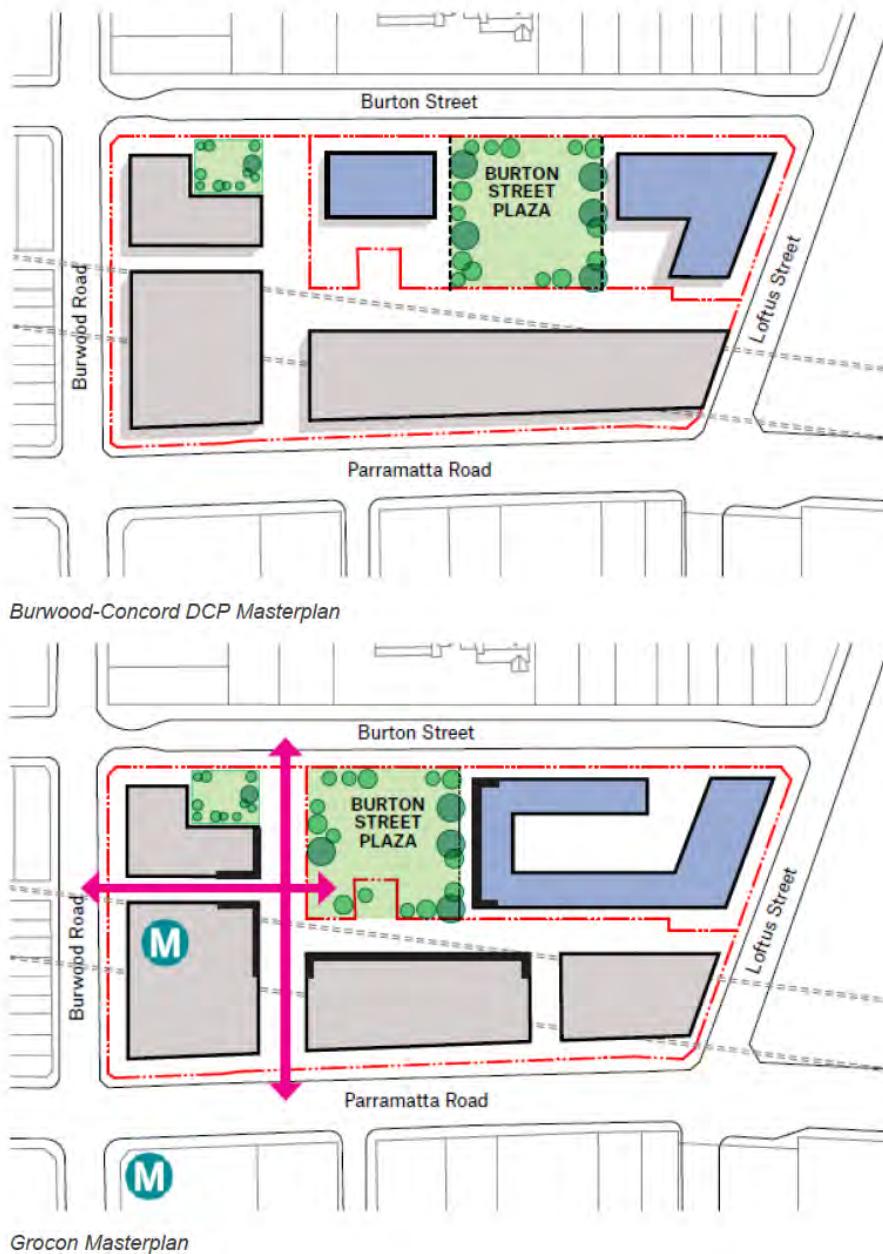 Burton Street
BURTON
STREET
PLAZA
Burwood Road
Loftus Street
Parramatta Road
Burwood-Concord DCP Masterplan
Burton Street
BURTON
STREET
PLAZA
Burwood Road
M
Loftus Street
Parramatta Road
M
Grocon Masterplan